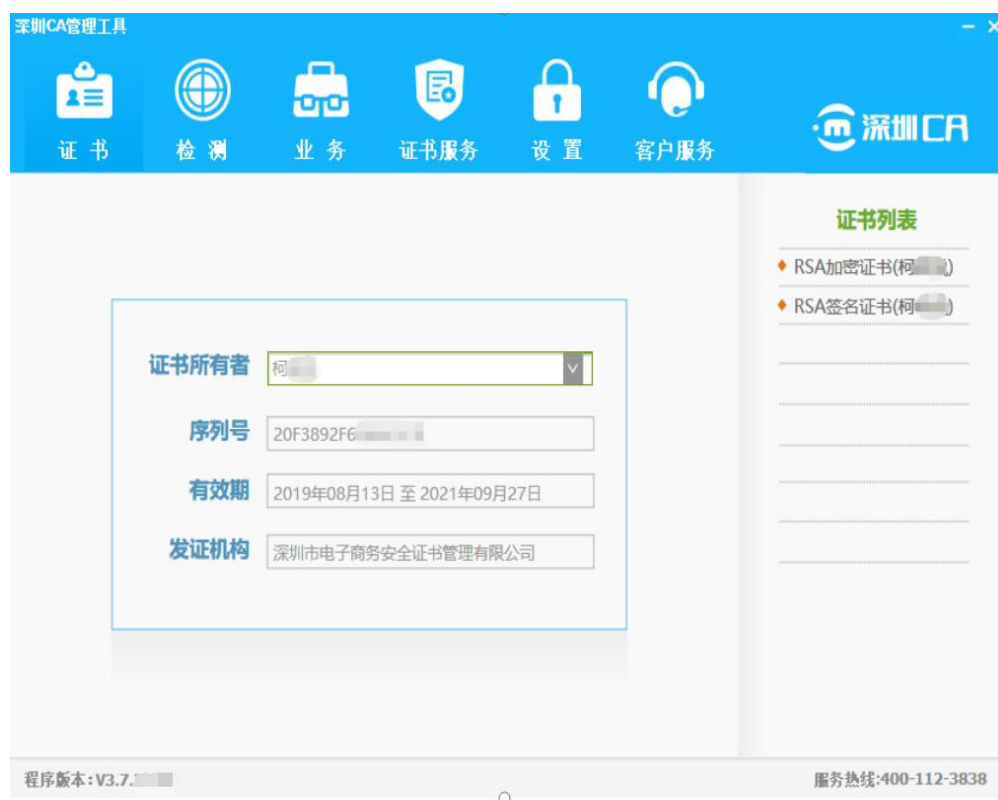 深圳CA管理工具
证书 检测 业务 证书服务 设置 客户服务
深圳CA
证书列表
RSA加密证书(柯
RSA签名证书(柯
证书所有者 柯
序列号 20F3892F6
有效期 2019年08月13日 至 2021年09月27日
发证机构 深圳市电子商务安全证书管理有限公司
程序版本:V3.7.
服务热线:400-112-3838